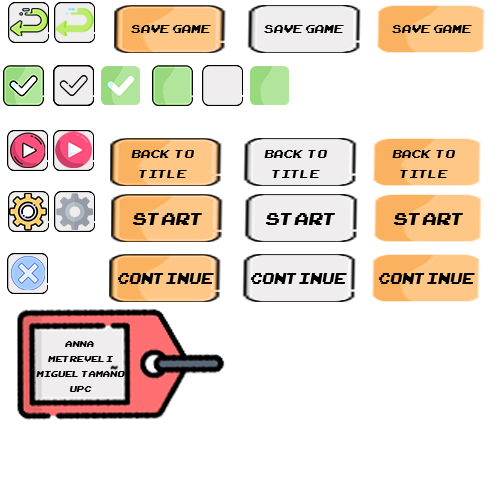 SAVE GAME SAVE GAME SAVE GAME
BACK TO BACK TO BACK TO
TITLE TITLE TITLE
START START START
CONTINUE CONTINUE CONTINUE
ANNA
METREVELI
MIGUEL TAMAÑO
UPC